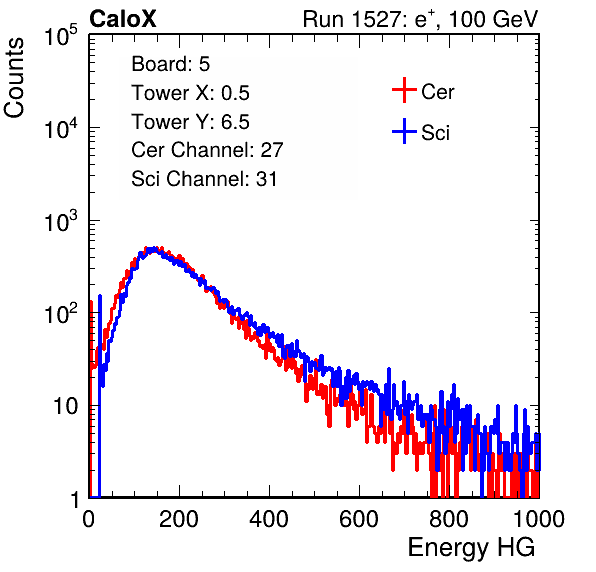 CaloX Run 1527: e⁺, 100 GeV
Counts
Board: 5
Tower X: 0.5
Tower Y: 6.5
Cer Channel: 27
Sci Channel: 31
Cer
Sci
10⁵
10⁴
10³
10²
10
1
0 200 400 600 800 1000
Energy HG